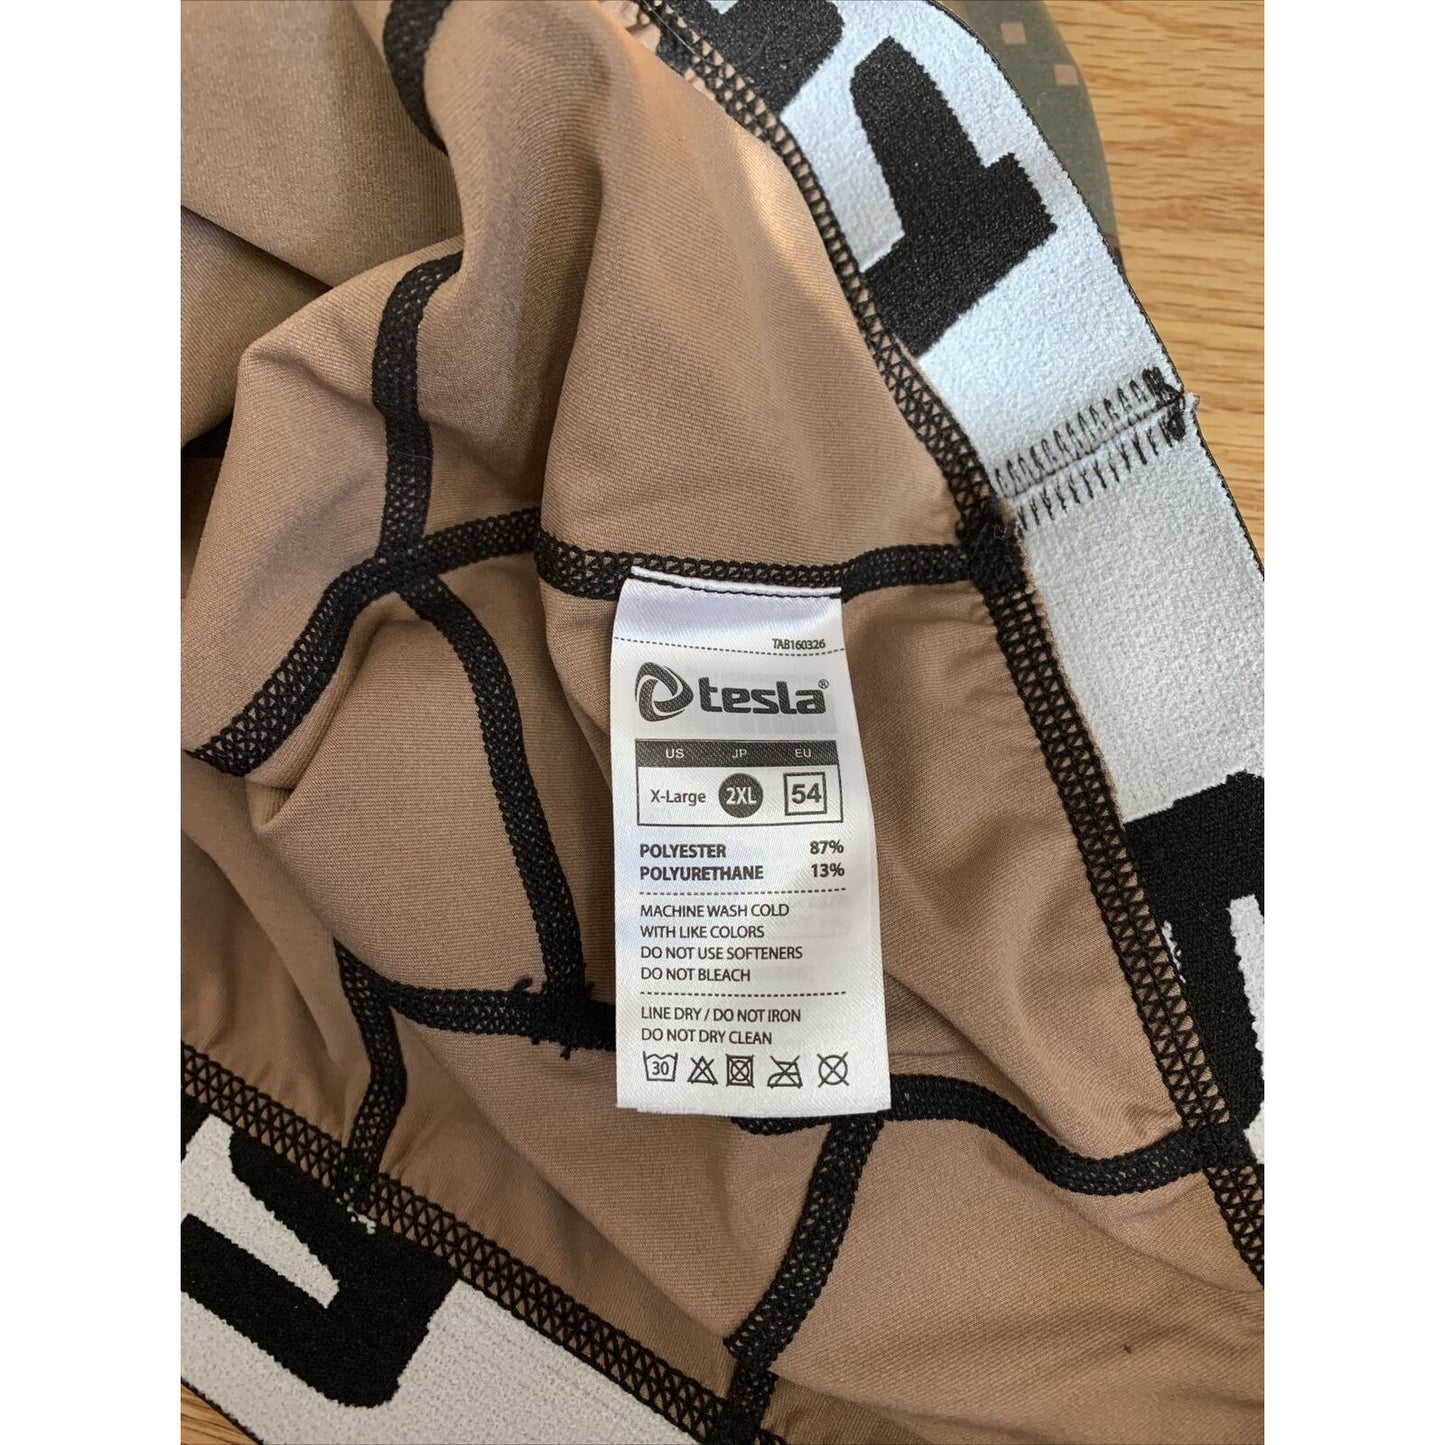 TAB160326
tesla®
US JP EU
X-Large 2XL 54
POLYESTER 87%
POLYURETHANE 13%
MACHINE WASH COLD
WITH LIKE COLORS
DO NOT USE SOFTENERS
DO NOT BLEACH
LINE DRY / DO NOT IRON
DO NOT DRY CLEAN
30